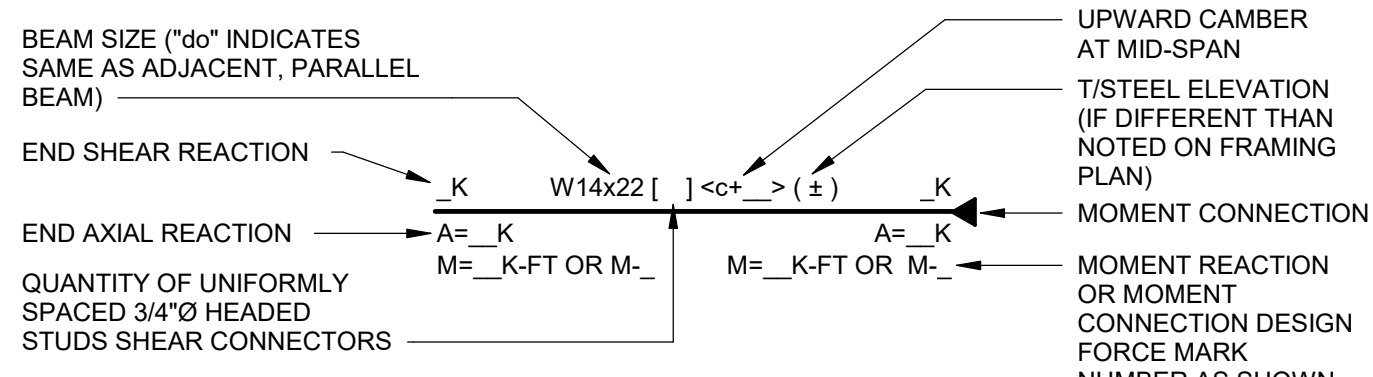 BEAM SIZE ("do" INDICATES
SAME AS ADJACENT, PARALLEL
BEAM)
END SHEAR REACTION
END AXIAL REACTION
QUANTITY OF UNIFORMLY
SPACED 3/4"Ø HEADED
STUDS SHEAR CONNECTORS
_K W14x22 [ ] <c+__> ( ± ) _K
A=__K A=__K
M=__K-FT OR M-_ M=__K-FT OR M-_
UPWARD CAMBER
AT MID-SPAN
T/STEEL ELEVATION
(IF DIFFERENT THAN
NOTED ON FRAMING
PLAN)
MOMENT CONNECTION
MOMENT REACTION
OR MOMENT
CONNECTION DESIGN
FORCE MARK
NUMBER AS SHOWN